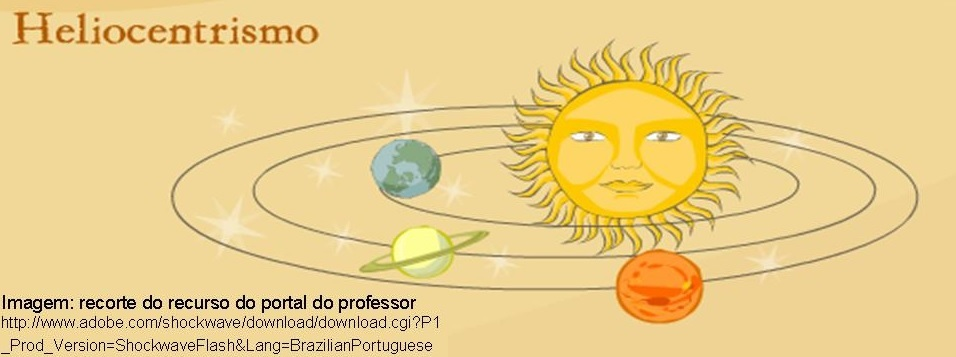 Heliocentrismo
Imagem: recorte do recurso do portal do professor
http://www.adobe.com/shockwave/download/download.cgi?P1
_Prod_Version=ShockwaveFlash&Lang=BrazilianPortuguese